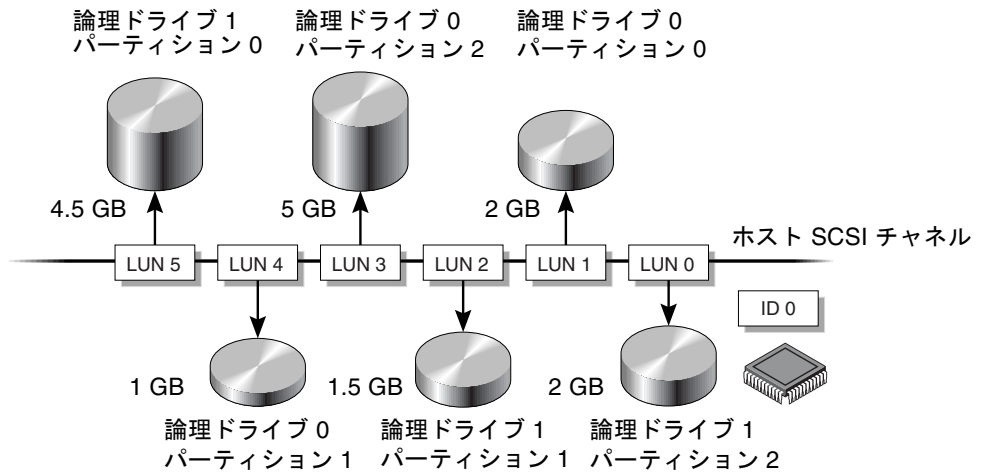 論理ドライブ 1
パーティション 0
論理ドライブ 0
パーティション 2
論理ドライブ 0
パーティション 0
4.5 GB
5 GB
2 GB
ホスト SCSI チャネル
LUN 5
LUN 4
LUN 3
LUN 2
LUN 1
LUN 0
ID 0
1 GB
1.5 GB
2 GB
論理ドライブ 0
パーティション 1
論理ドライブ 1
パーティション 1
論理ドライブ 1
パーティション 2